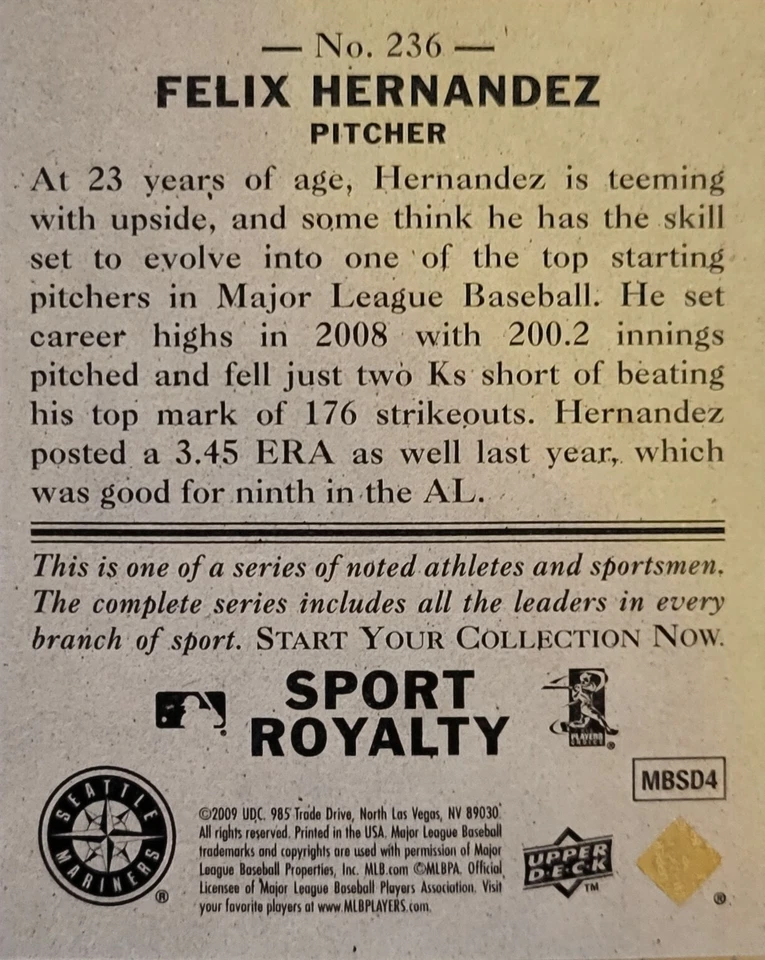 — No. 236 —
FELIX HERNANDEZ
PITCHER
At 23 years of age, Hernandez is teeming
with upside, and some think he has the skill
set to evolve into one of the top starting
pitchers in Major League Baseball. He set
career highs in 2008 with 200.2 innings
pitched and fell just two Ks short of beating
his top mark of 176 strikeouts. Hernandez
posted a 3.45 ERA as well last year, which
was good for ninth in the AL.
This is one of a series of noted athletes and sportsmen.
The complete series includes all the leaders in every
branch of sport. START YOUR COLLECTION NOW.
SPORT
ROYALTY
PLAYERS
CHOICE ®
MBSD4
SEATTLE
MARINERS ®
©2009 UDC. 985 Trade Drive, North Las Vegas, NV 89030.
All rights reserved. Printed in the USA. Major League Baseball
trademarks and copyrights are used with permission of Major
League Baseball Properties, Inc. MLB.com ©MLBPA. Official
Licensee of Major League Baseball Players Association. Visit
your favorite players at www.MLBPLAYERS.com.
UPPER
DECK
™
®